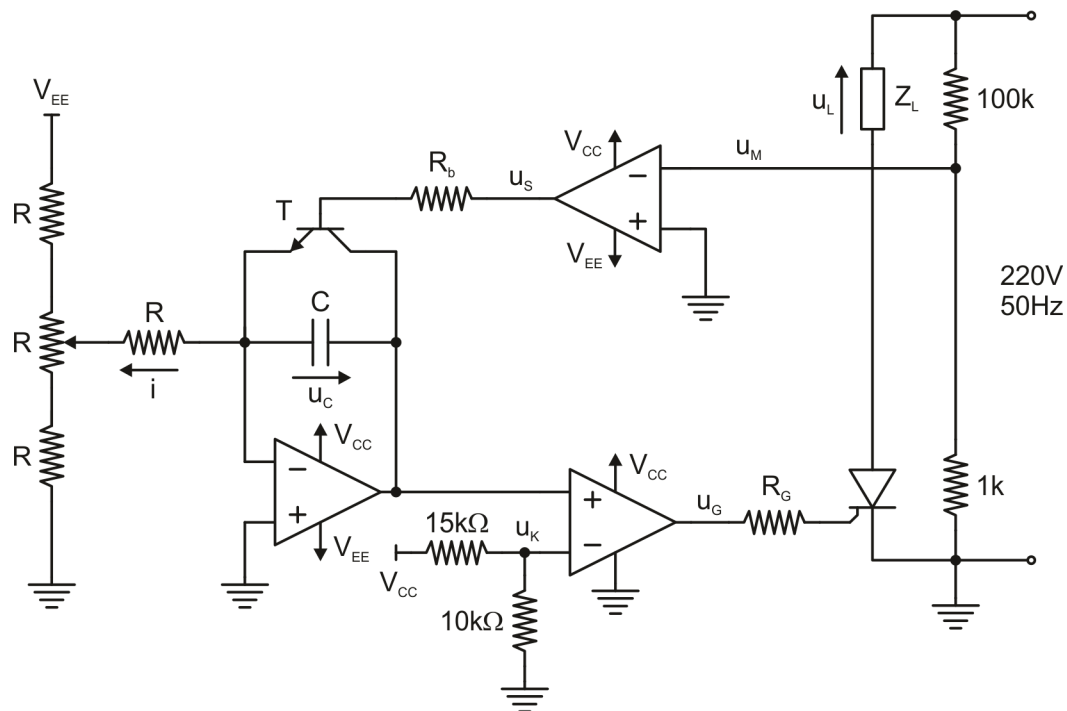 V_EE
R
R
R
R
i
T
R_b
u_S
V_CC
−
+
V_EE
u_M
u_L
Z_L
100k
220V
50Hz
1k
C
u_C
−
+
V_CC
V_EE
15kΩ
V_CC
u_K
10kΩ
+
−
V_CC
u_G
R_G